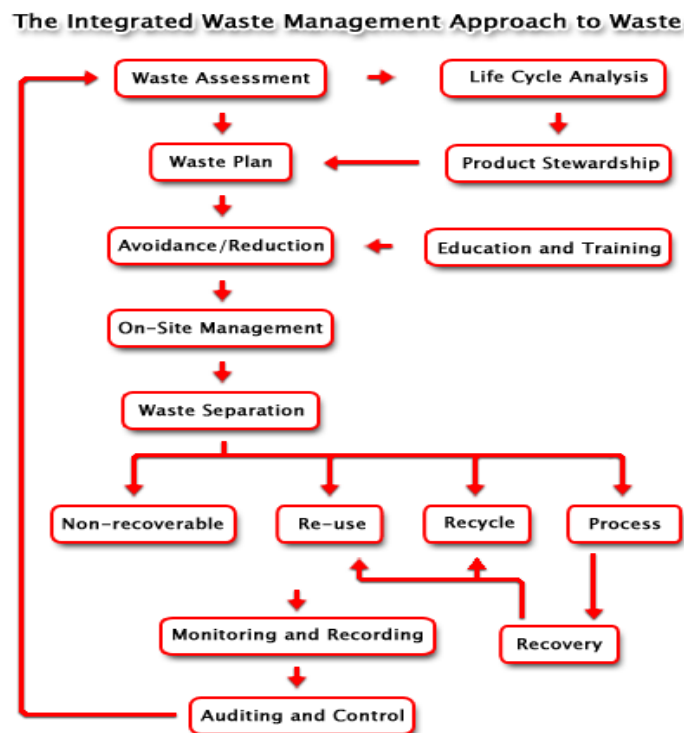 The Integrated Waste Management Approach to Waste
Waste Assessment
Life Cycle Analysis
Waste Plan
Product Stewardship
Avoidance/Reduction
Education and Training
On-Site Management
Waste Separation
Non-recoverable
Re-use
Recycle
Process
Monitoring and Recording
Recovery
Auditing and Control